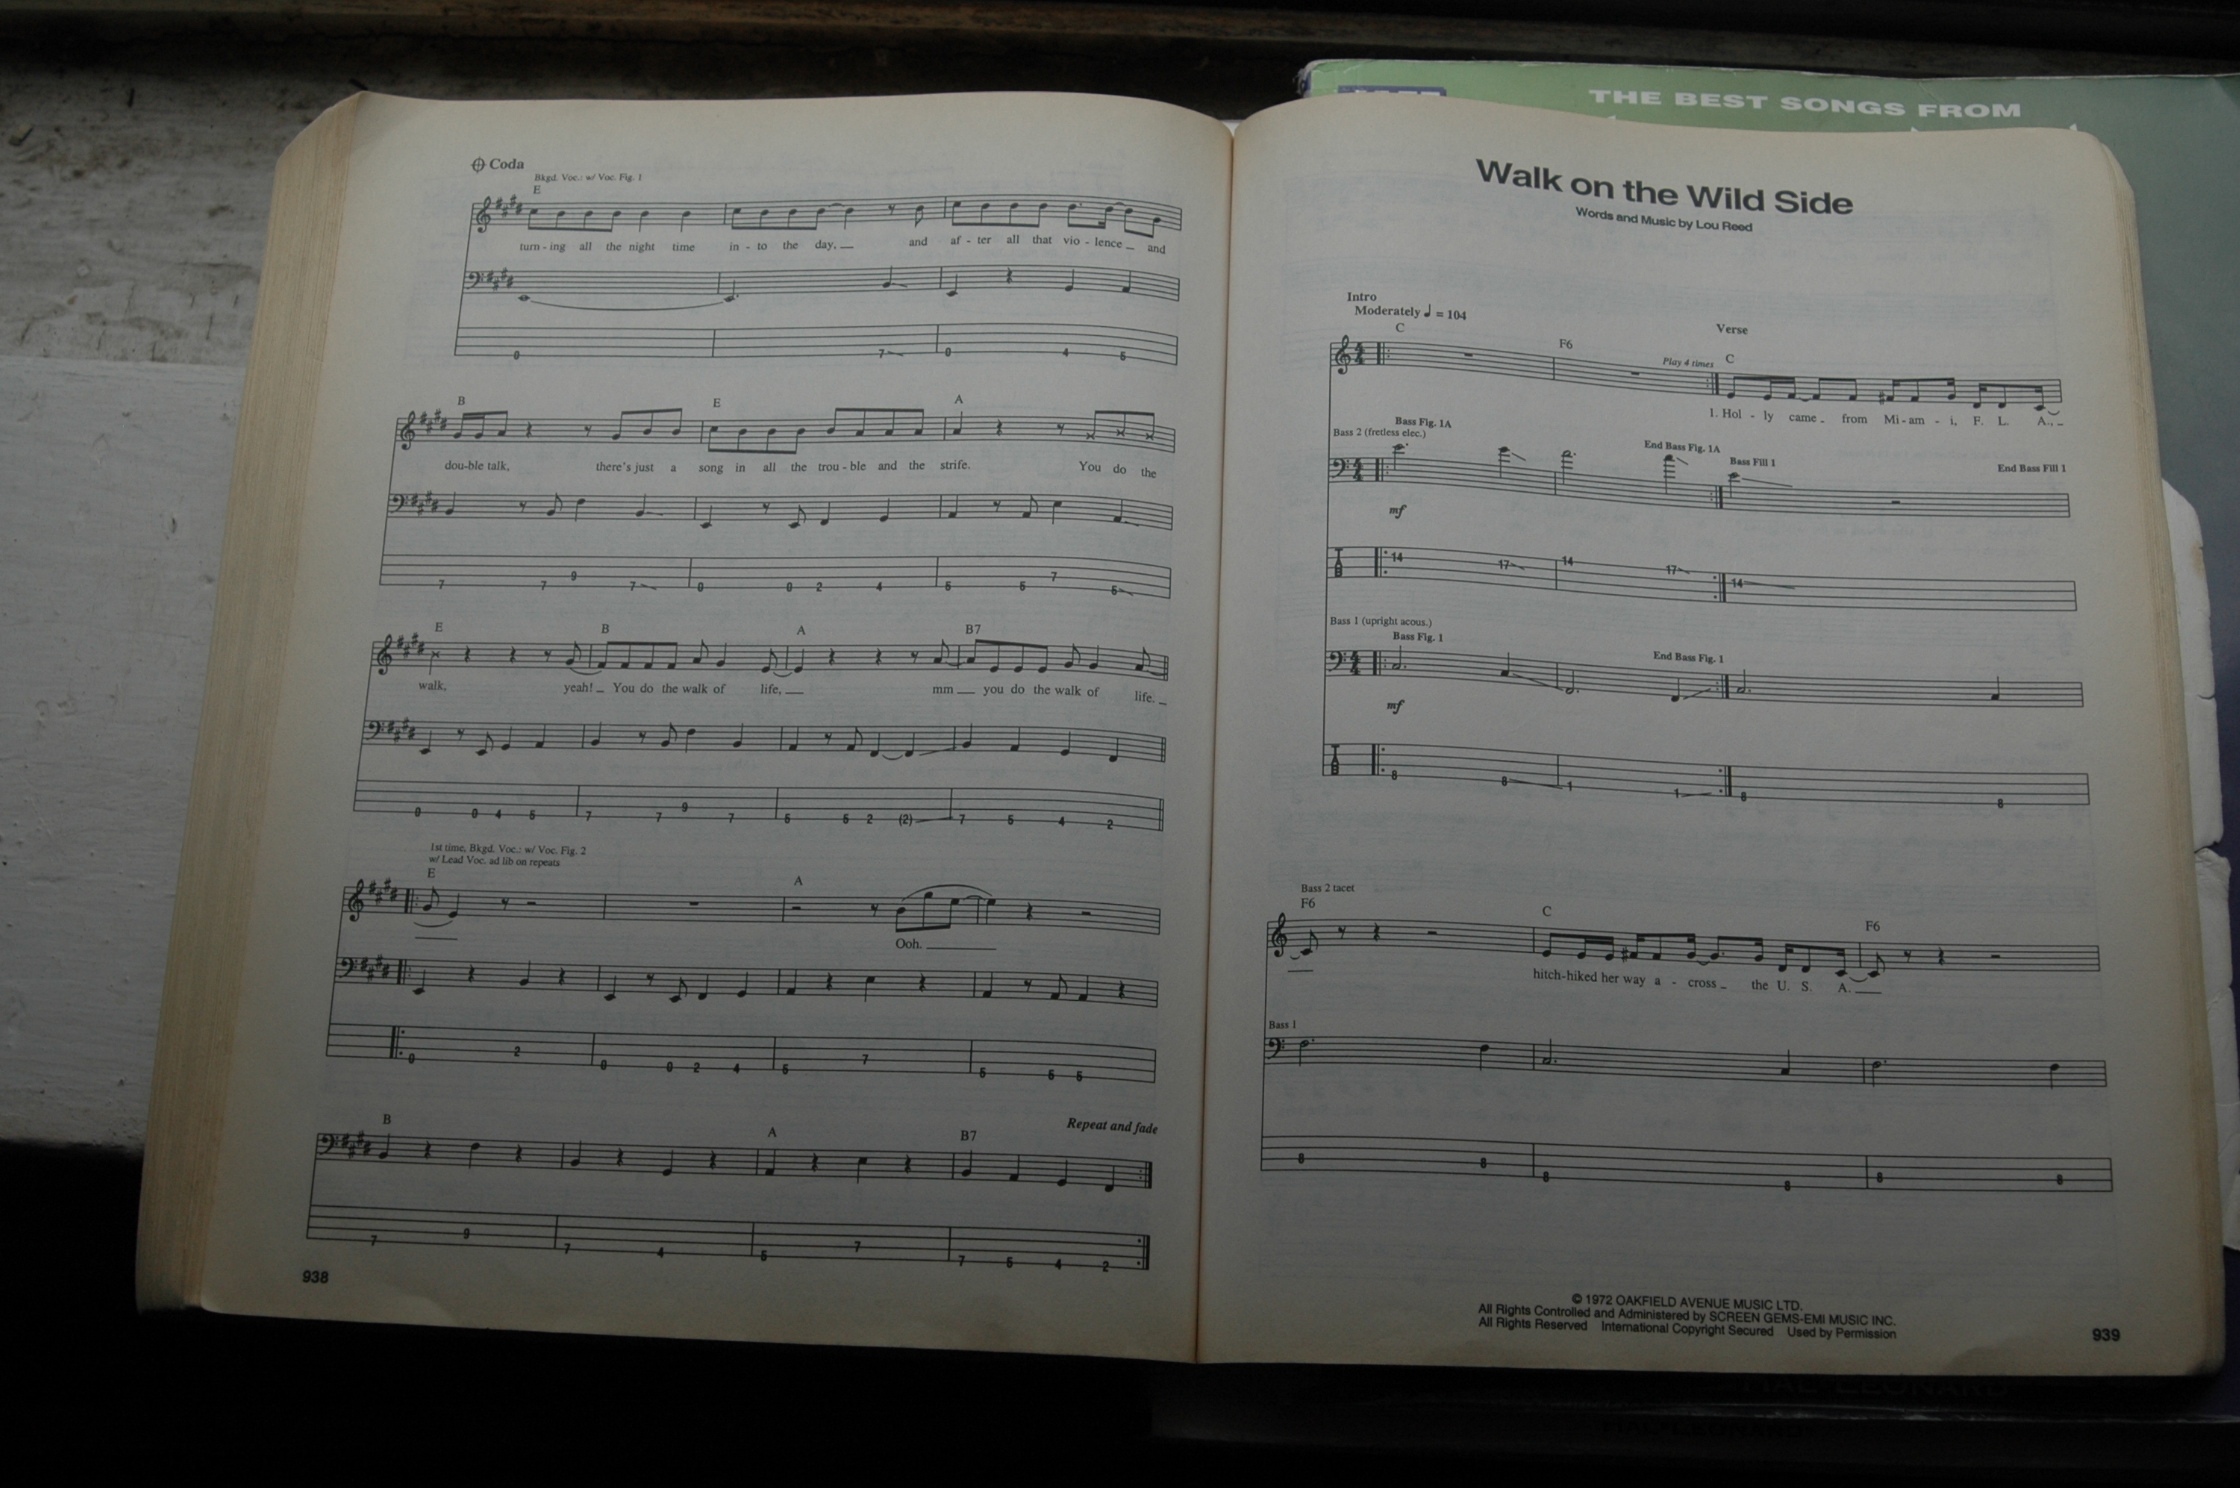 Coda
Bkgd. Voc.: w/ Voc. Fig. 1
E
turn - ing all the night time in - to the day, and af - ter all that vio - lence and
0 7 0 4 5
B E A
dou-ble talk, there's just a song in all the trou - ble and the strife. You do the
7 7 9 7 0 0 2 4 5 5 7 5
E B A B7
walk, yeah! You do the walk of life, mm you do the walk of life.
0 0 4 5 7 7 9 7 5 5 2 (2) 7 5 4 2
1st time, Bkgd. Voc.: w/ Voc. Fig. 2
w/ Lead Voc. ad lib on repeats
E A
Ooh.
0 2 0 0 2 4 5 7 5 5 5
Repeat and fade
B A B7
7 9 7 4 5 7 7 5 4 2
938
THE BEST SONGS FROM
Walk on the Wild Side
Words and Music by Lou Reed
Intro
Moderately ♩ = 104
Verse
C F6 Play 4 times C
1. Hol - ly came from Mi - am - i, F. L. A.,
Bass Fig. 1A
Bass 2 (fretless elec.) End Bass Fig. 1A Bass Fill 1 End Bass Fill 1
mf
TAB 14 17 14 17 14
Bass 1 (upright acous.)
Bass Fig. 1 End Bass Fig. 1
mf
TAB 8 8 1 1 8 8
Bass 2 tacet
F6 C F6
hitch-hiked her way a - cross the U. S. A.
Bass 1
8 8 8 8 8 8
© 1972 OAKFIELD AVENUE MUSIC LTD.
All Rights Controlled and Administered by SCREEN GEMS-EMI MUSIC INC.
All Rights Reserved International Copyright Secured Used by Permission
939
HAL LEONARD